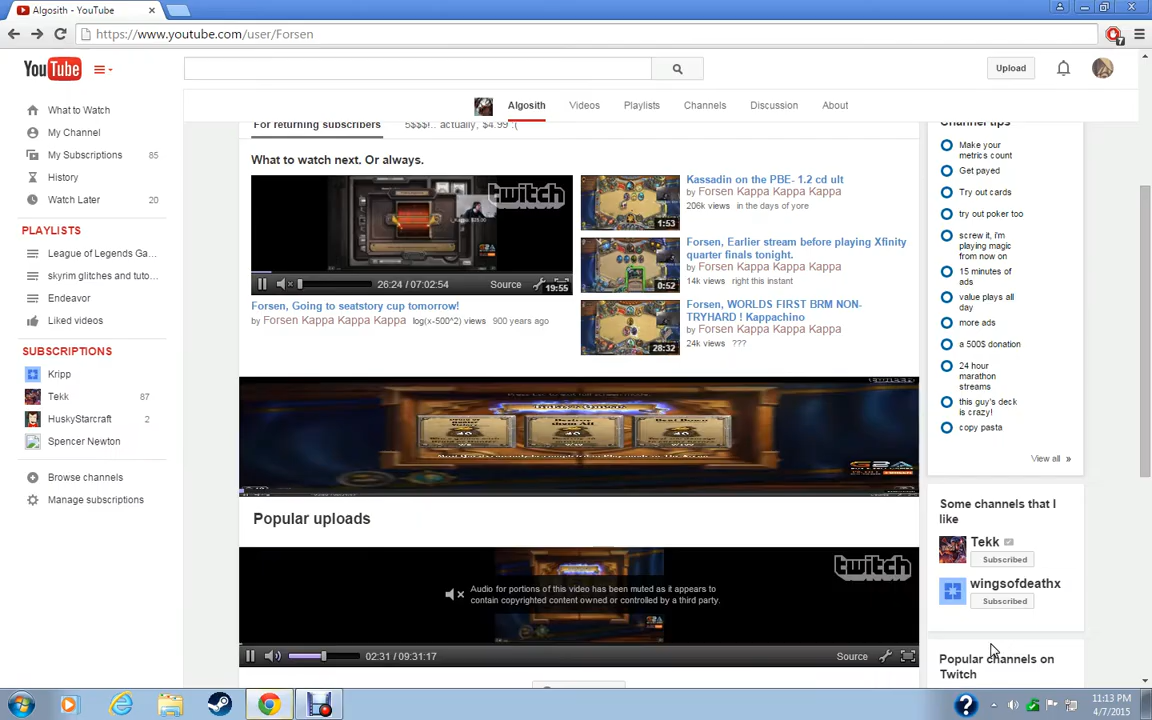 Algosith - YouTube
https://www.youtube.com/user/Forsen
7
YouTube
Upload
Algosith Videos Playlists Channels Discussion About
What to Watch
My Channel
My Subscriptions 85
History
Watch Later 20
PLAYLISTS
League of Legends Ga...
skyrim glitches and tuto...
Endeavor
Liked videos
SUBSCRIPTIONS
Kripp
Tekk 87
HuskyStarcraft 2
Spencer Newton
Browse channels
Manage subscriptions
For returning subscribers 5$$$!.. actually, $4.99 :(
What to watch next. Or always.
twitch
26:24 / 07:02:54 Source 19:55
Forsen, Going to seatstory cup tomorrow!
by Forsen Kappa Kappa Kappa log(x-500^2) views 900 years ago
1:53
Kassadin on the PBE- 1.2 cd ult
by Forsen Kappa Kappa Kappa
206k views in the days of yore
0:52
Forsen, Earlier stream before playing Xfinity
quarter finals tonight.
by Forsen Kappa Kappa Kappa
14k views right this instant
28:32
Forsen, WORLDS FIRST BRM NON-
TRYHARD ! Kappachino
by Forsen Kappa Kappa Kappa
24k views ???
G2A
Popular uploads
twitch
Audio for portions of this video has been muted as it appears to
contain copyrighted content owned or controlled by a third party.
02:31 / 09:31:17 Source
Channel tips
Make your
metrics count
Get payed
Try out cards
try out poker too
screw it, i'm
playing magic
from now on
15 minutes of
ads
value plays all
day
more ads
a 500$ donation
24 hour
marathon
streams
this guy's deck
is crazy!
copy pasta
View all »
Some channels that I
like
Tekk
Subscribed
wingsofdeathx
Subscribed
Popular channels on
Twitch
11:13 PM
4/7/2015